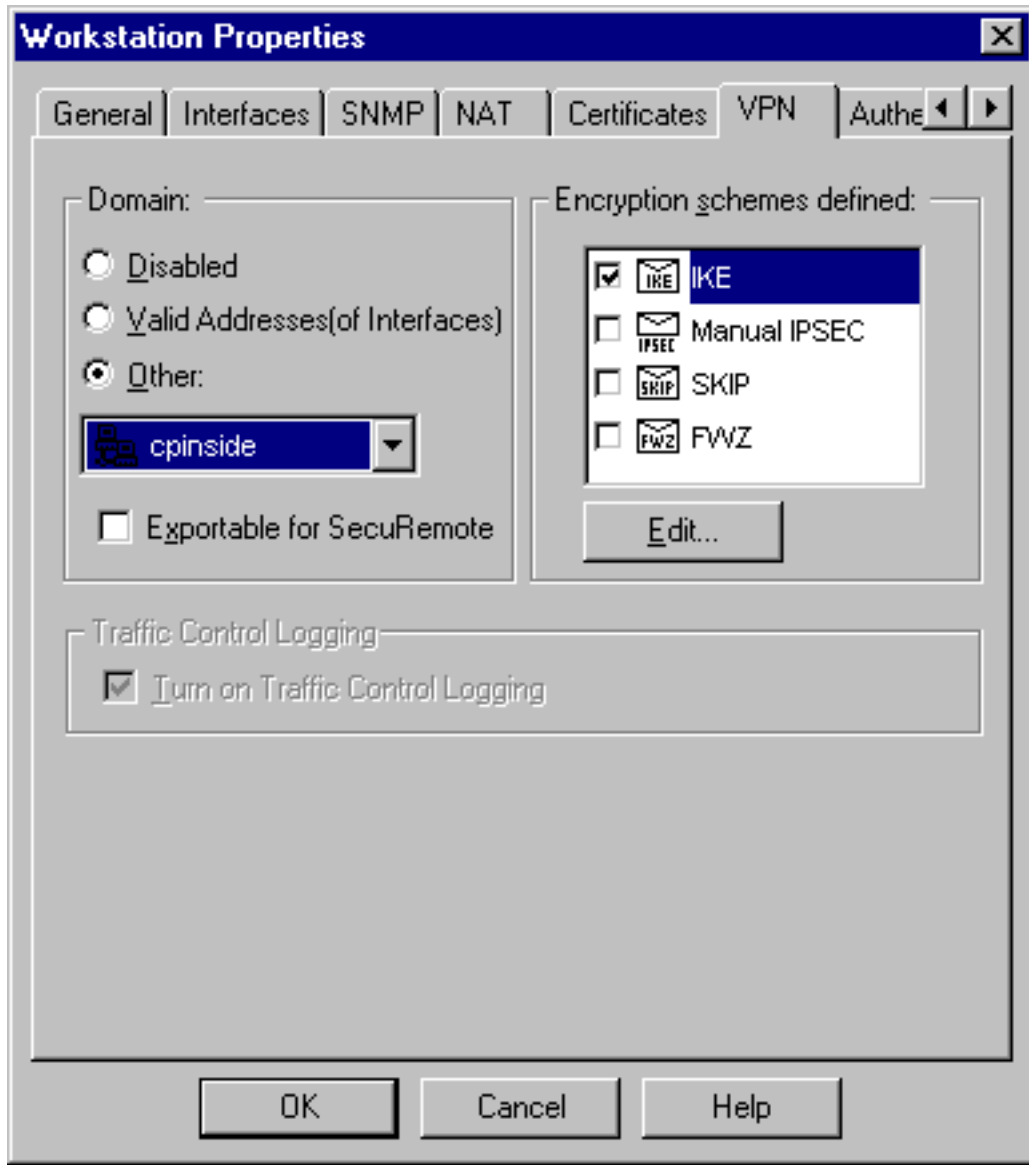 Workstation Properties
General Interfaces SNMP NAT Certificates VPN Authe
Domain:
Disabled
Valid Addresses(of Interfaces)
Other:
cpinside
Exportable for SecuRemote
Encryption schemes defined:
IKE IKE
IPSEC Manual IPSEC
SKIP SKIP
FWZ FWZ
Edit...
Traffic Control Logging
Turn on Traffic Control Logging
OK Cancel Help